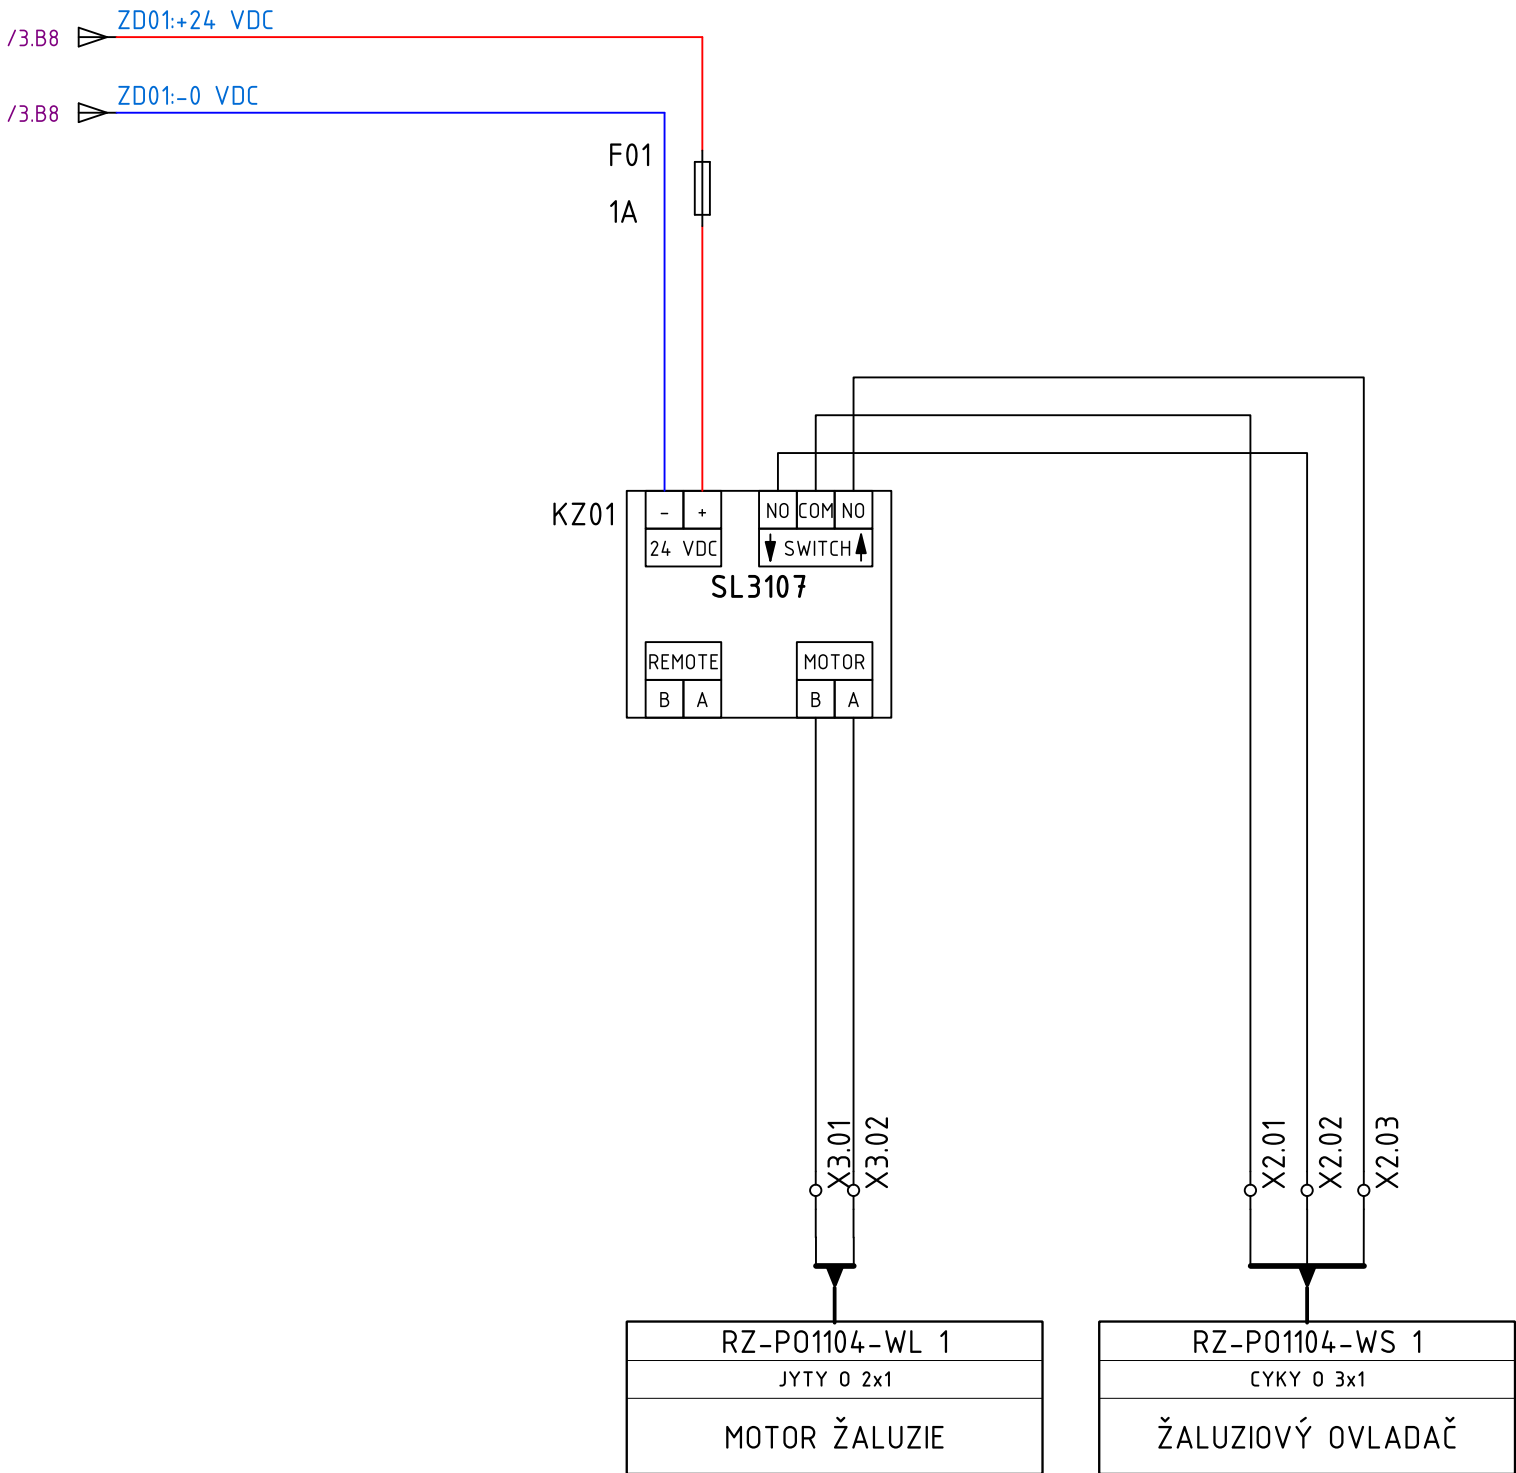 ZD01:+24 VDC
/3.B8
ZD01:-0 VDC
/3.B8
F01
1A
KZ01
- + NO COM NO
24 VDC SWITCH
SL3107
REMOTE MOTOR
B A B A
X3.01
X3.02
X2.01
X2.02
X2.03
RZ-PO1104-WL 1
JYTY O 2x1
MOTOR ŽALUZIE
RZ-PO1104-WS 1
CYKY O 3x1
ŽALUZIOVÝ OVLADAČ